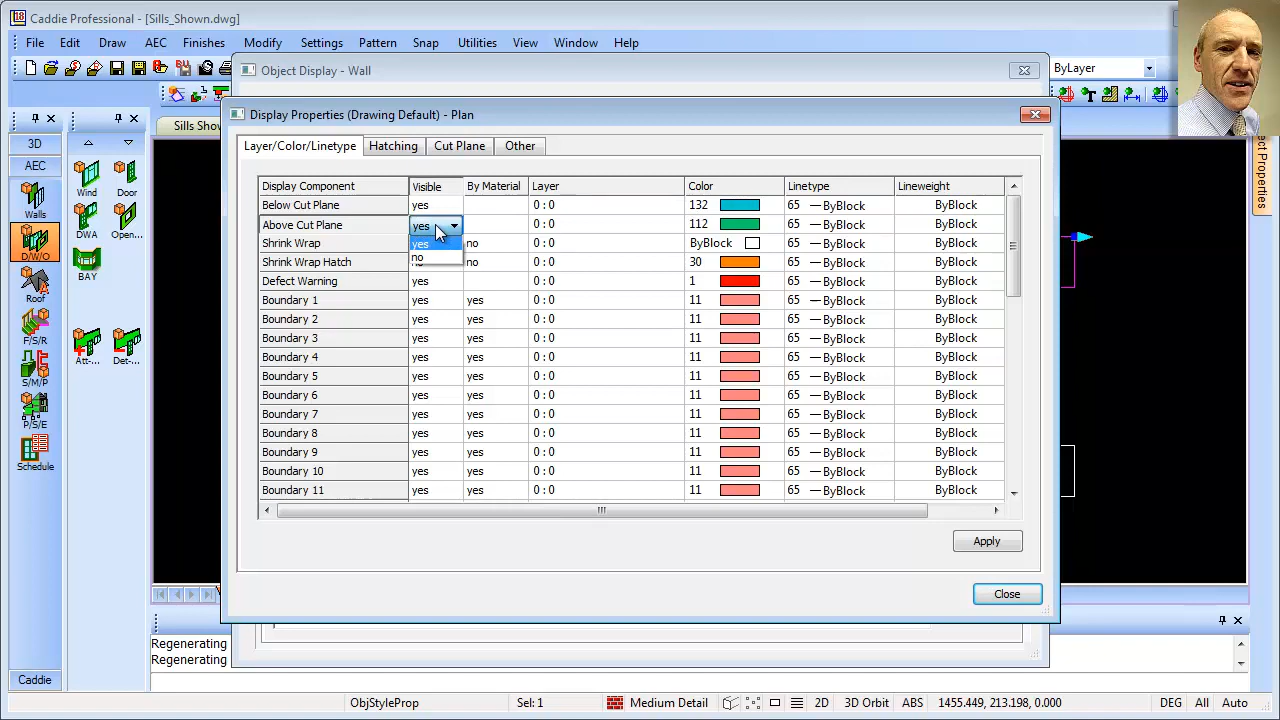 18 Caddie Professional - [Sills_Shown.dwg]
File Edit Draw AEC Finishes Modify Settings Pattern Snap Utilities View Window Help
Object Display - Wall
ByLayer
Display Properties (Drawing Default) - Plan
Sills Show
Layer/Color/Linetype Hatching Cut Plane Other
3D
AEC
Walls
D/W/O
Roof
F/S/R
S/M/P
P/S/E
Schedule
Caddie
Wind Door
DWA Open...
BAY
Att-... Det-...
Object Properties
Display Component Visible By Material Layer Color Linetype Lineweight
Below Cut Plane yes 0 : 0 132 65 ByBlock ByBlock
Above Cut Plane yes 0 : 0 112 65 ByBlock ByBlock
yes
no
Shrink Wrap no 0 : 0 ByBlock 65 ByBlock ByBlock
Shrink Wrap Hatch no 0 : 0 30 65 ByBlock ByBlock
Defect Warning yes 0 : 0 1 65 ByBlock ByBlock
Boundary 1 yes yes 0 : 0 11 65 ByBlock ByBlock
Boundary 2 yes yes 0 : 0 11 65 ByBlock ByBlock
Boundary 3 yes yes 0 : 0 11 65 ByBlock ByBlock
Boundary 4 yes yes 0 : 0 11 65 ByBlock ByBlock
Boundary 5 yes yes 0 : 0 11 65 ByBlock ByBlock
Boundary 6 yes yes 0 : 0 11 65 ByBlock ByBlock
Boundary 7 yes yes 0 : 0 11 65 ByBlock ByBlock
Boundary 8 yes yes 0 : 0 11 65 ByBlock ByBlock
Boundary 9 yes yes 0 : 0 11 65 ByBlock ByBlock
Boundary 10 yes yes 0 : 0 11 65 ByBlock ByBlock
Boundary 11 yes yes 0 : 0 11 65 ByBlock ByBlock
Apply
Close
Regenerating
Regenerating
ObjStyleProp Sel: 1 Medium Detail 2D 3D Orbit ABS 1455.449, 213.198, 0.000 DEG All Auto